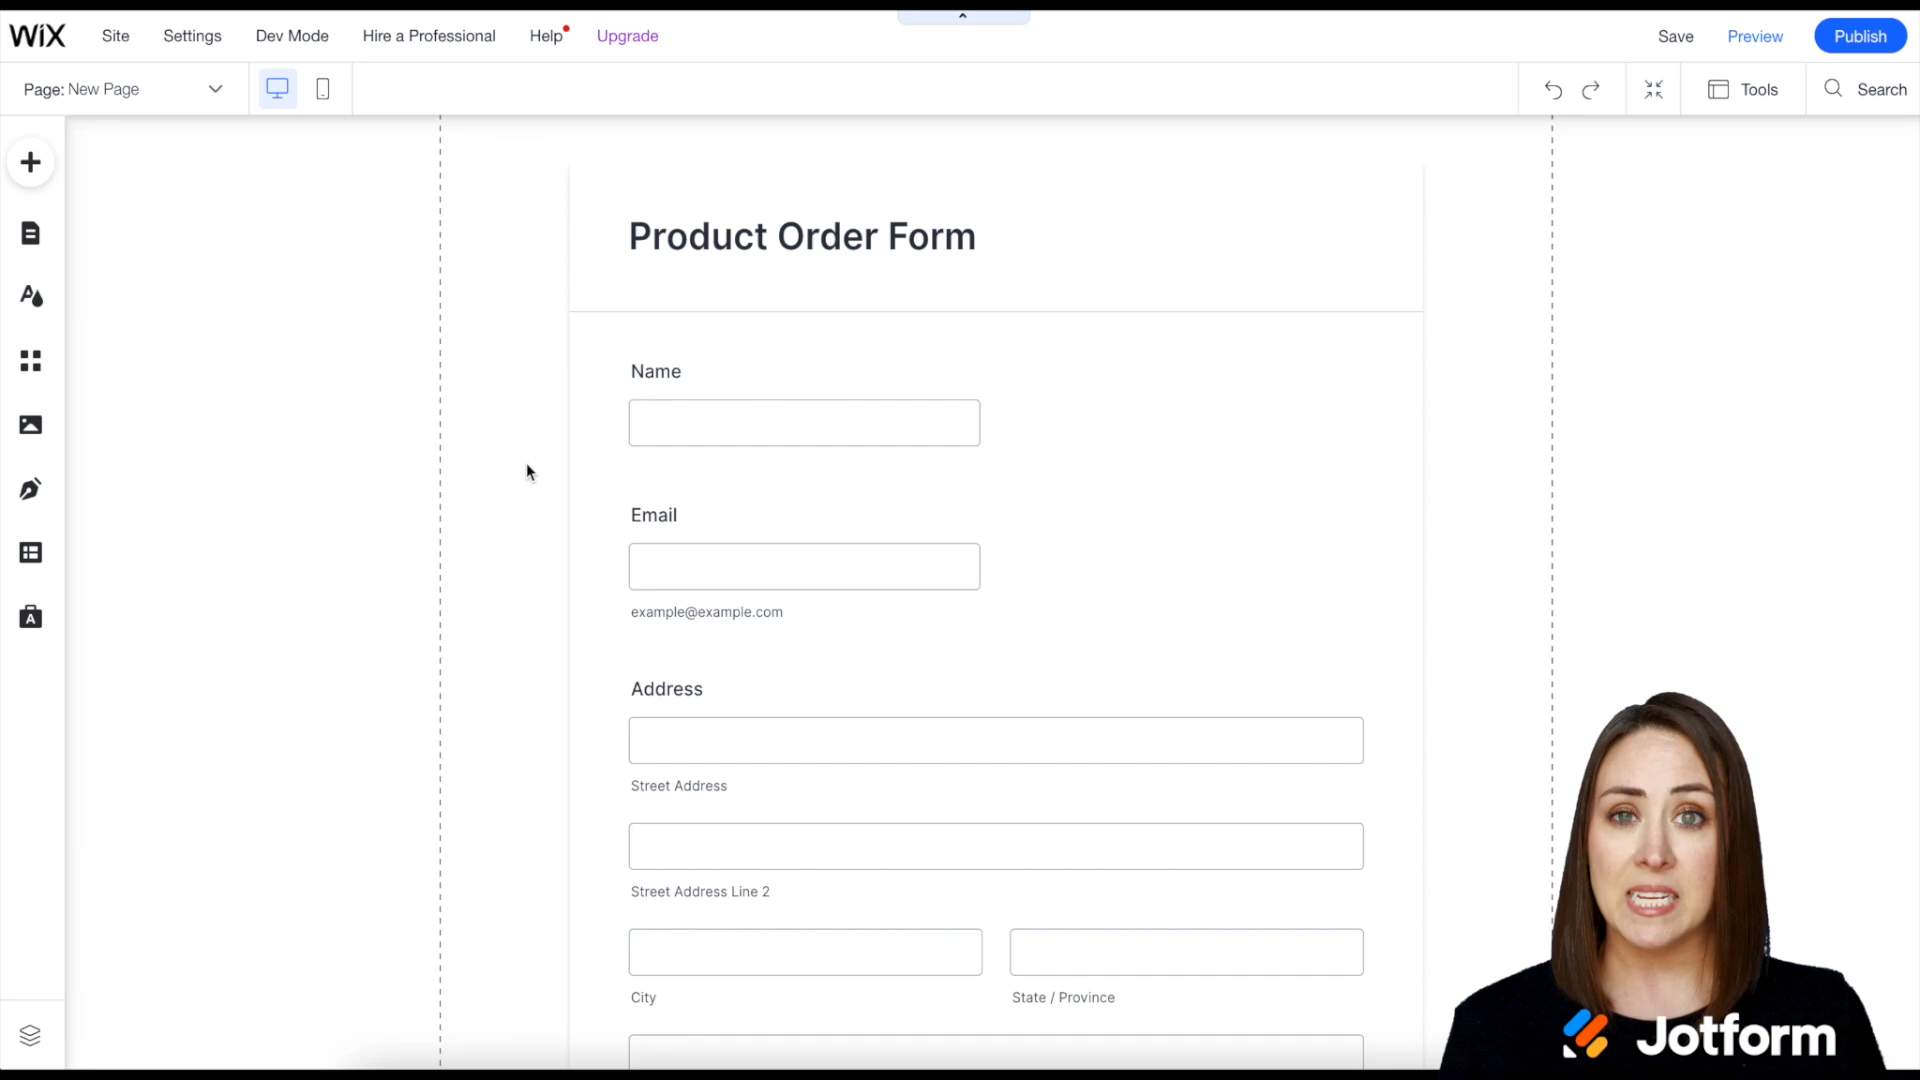 WiX Site Settings Dev Mode Hire a Professional Help Upgrade Save Preview Publish
Page: New Page Tools Search
Product Order Form
Name
Email
example@example.com
Address
Street Address
Street Address Line 2
City State / Province
A
Jotform